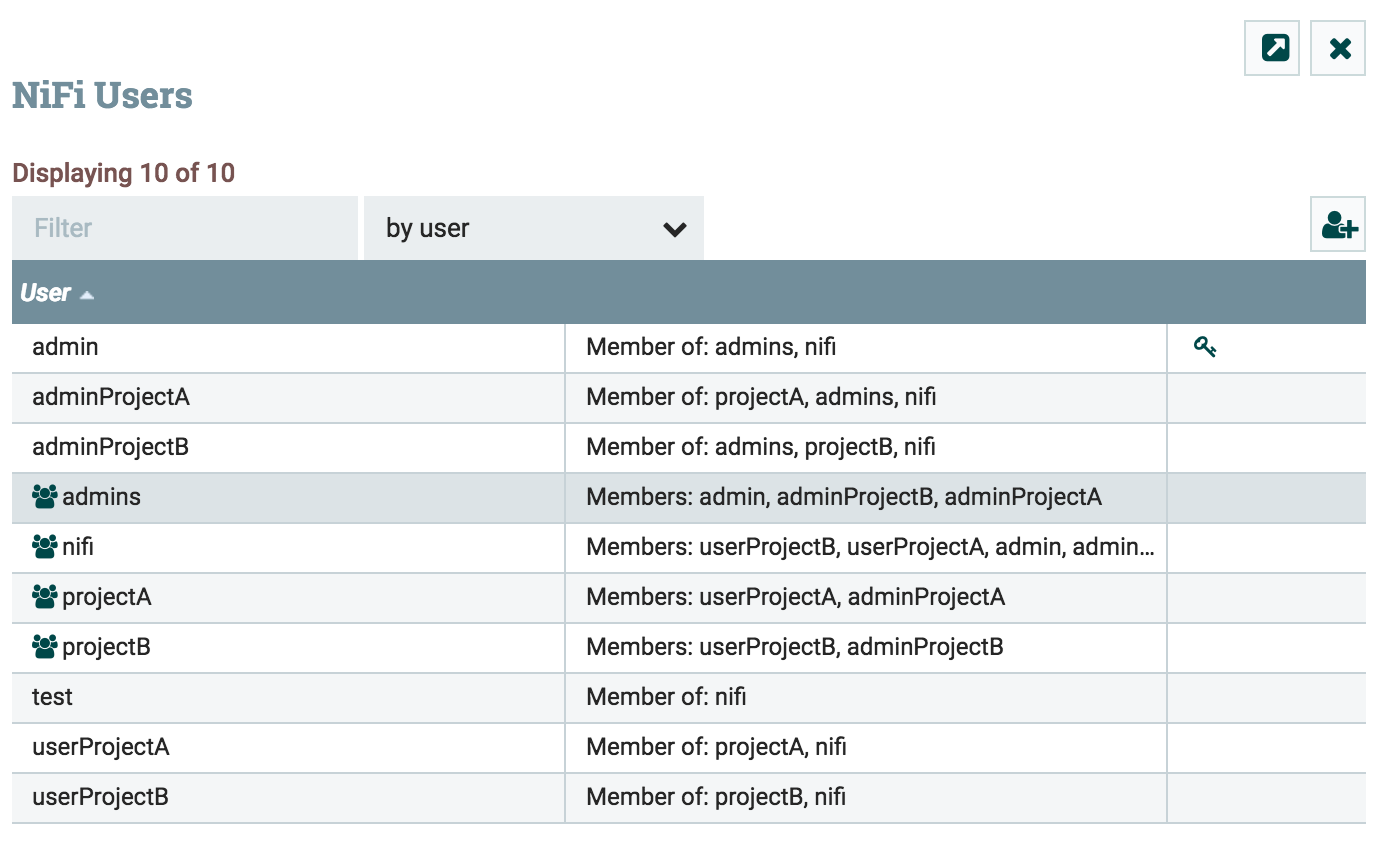 NiFi Users
Displaying 10 of 10
Filter by user
User
admin Member of: admins, nifi
adminProjectA Member of: projectA, admins, nifi
adminProjectB Member of: admins, projectB, nifi
admins Members: admin, adminProjectB, adminProjectA
nifi Members: userProjectB, userProjectA, admin, admin...
projectA Members: userProjectA, adminProjectA
projectB Members: userProjectB, adminProjectB
test Member of: nifi
userProjectA Member of: projectA, nifi
userProjectB Member of: projectB, nifi